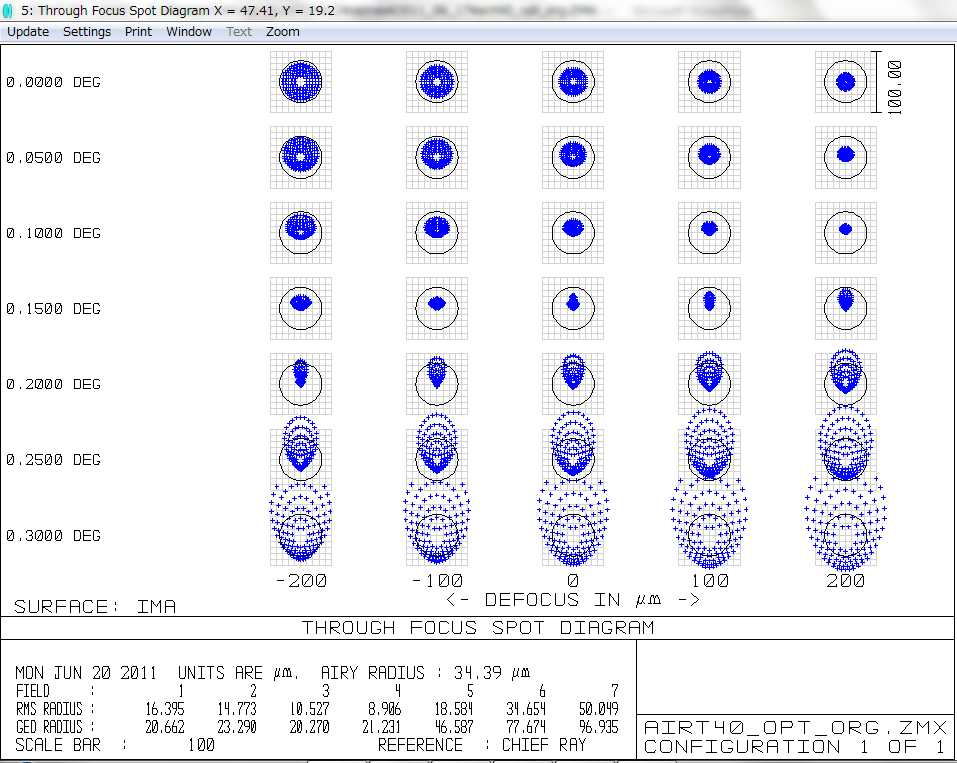 5: Through Focus Spot Diagram X = 47.41, Y = 19.2
Update Settings Print Window Text Zoom
0.0000 DEG
100.00
0.0500 DEG
0.1000 DEG
0.1500 DEG
0.2000 DEG
0.2500 DEG
0.3000 DEG
-200 -100 0 100 200
<- DEFOCUS IN µm ->
SURFACE: IMA
THROUGH FOCUS SPOT DIAGRAM
MON JUN 20 2011 UNITS ARE µm. AIRY RADIUS : 34.39 µm
FIELD : 1 2 3 4 5 6 7
RMS RADIUS : 16.395 14.773 10.527 8.906 18.584 34.654 50.049
GEO RADIUS : 20.662 23.290 20.270 21.231 46.587 77.674 96.935
SCALE BAR : 100 REFERENCE : CHIEF RAY
AIRT40_OPT_ORG.ZMX
CONFIGURATION 1 OF 1